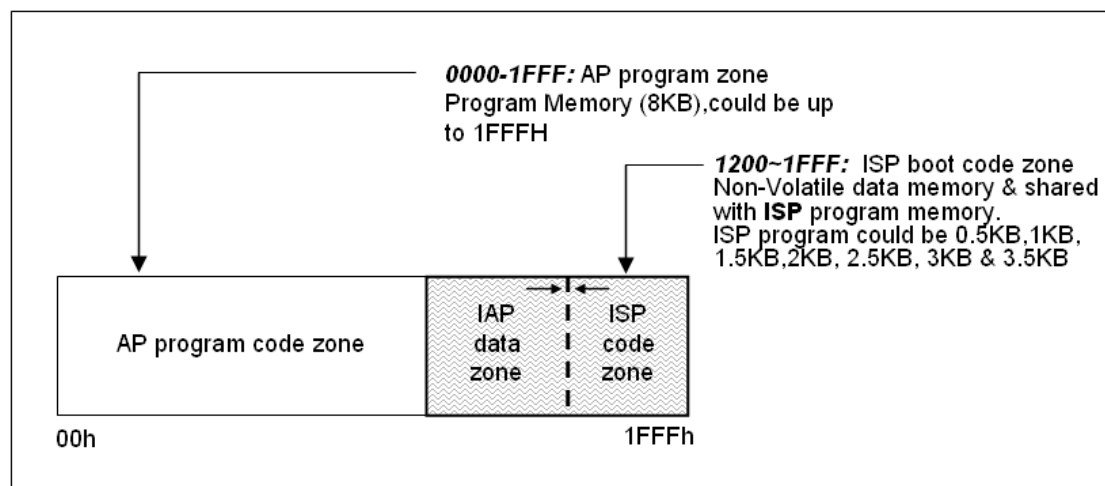 0000-1FFF: AP program zone
Program Memory (8KB),could be up
to 1FFFH
1200~1FFF: ISP boot code zone
Non-Volatile data memory & shared
with ISP program memory.
ISP program could be 0.5KB,1KB,
1.5KB,2KB, 2.5KB, 3KB & 3.5KB
AP program code zone
IAP
data
zone
ISP
code
zone
00h
1FFFh